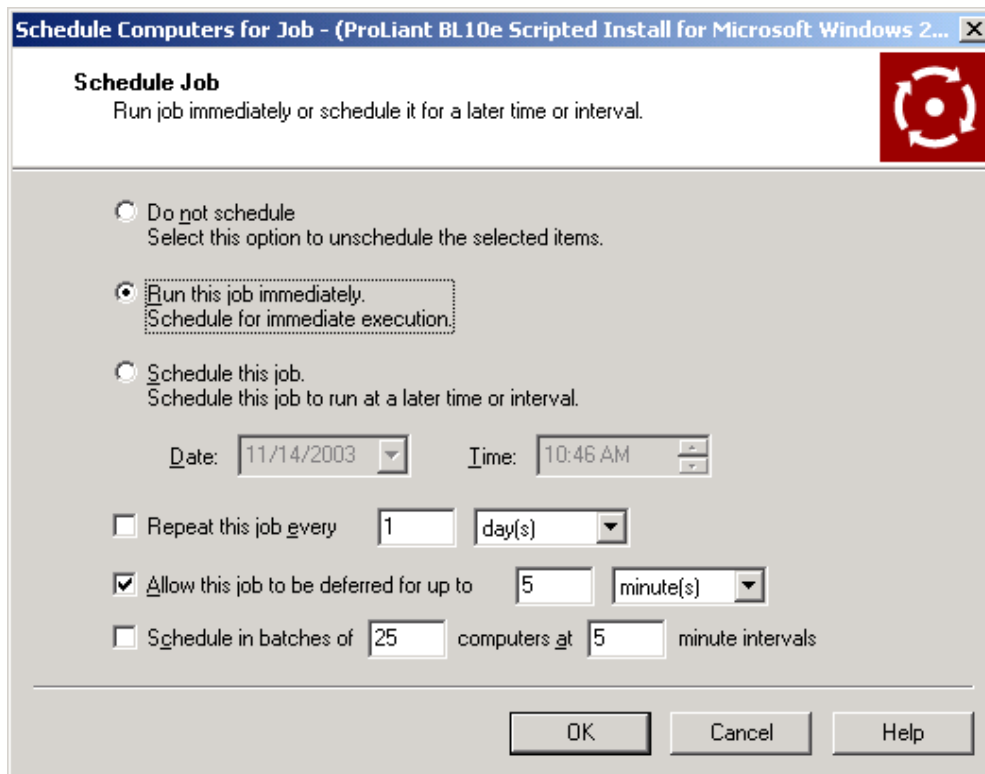 Schedule Computers for Job - (ProLiant BL10e Scripted Install for Microsoft Windows 2...
Schedule Job
Run job immediately or schedule it for a later time or interval.
Do not schedule
Select this option to unschedule the selected items.
Run this job immediately.
Schedule for immediate execution.
Schedule this job.
Schedule this job to run at a later time or interval.
Date: 11/14/2003 Time: 10:46 AM
Repeat this job every 1 day(s)
Allow this job to be deferred for up to 5 minute(s)
Schedule in batches of 25 computers at 5 minute intervals
OK Cancel Help